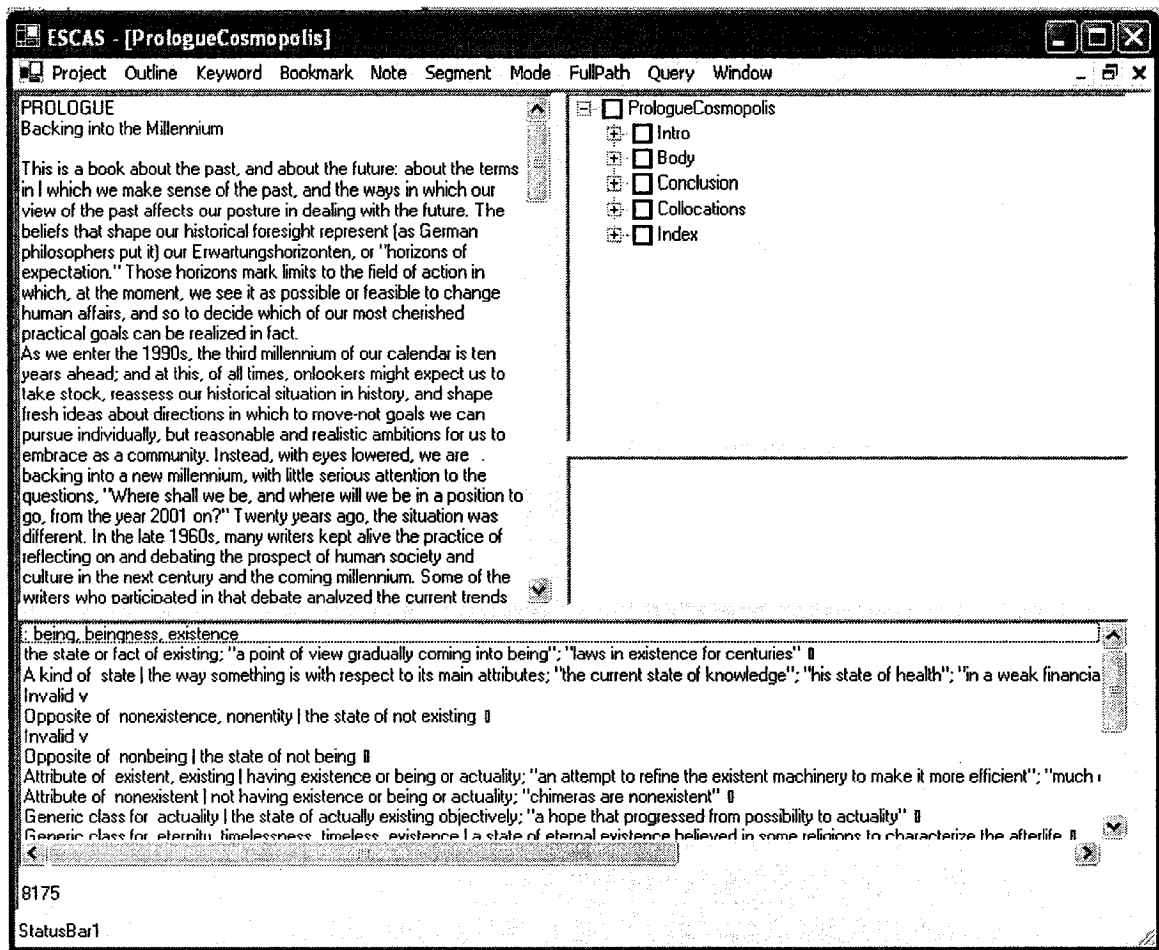 ESCAS - [PrologueCosmopolis]
Project Outline Keyword Bookmark Note Segment Mode FullPath Query Window
PROLOGUE
Backing into the Millennium
This is a book about the past, and about the future: about the terms
in I which we make sense of the past, and the ways in which our
view of the past affects our posture in dealing with the future. The
beliefs that shape our historical foresight represent (as German
philosophers put it) our Erwartungshorizonten, or "horizons of
expectation." Those horizons mark limits to the field of action in
which, at the moment, we see it as possible or feasible to change
human affairs, and so to decide which of our most cherished
practical goals can be realized in fact.
As we enter the 1990s, the third millennium of our calendar is ten
years ahead; and at this, of all times, onlookers might expect us to
take stock, reassess our historical situation in history, and shape
fresh ideas about directions in which to move-not goals we can
pursue individually, but reasonable and realistic ambitions for us to
embrace as a community. Instead, with eyes lowered, we are
backing into a new millennium, with little serious attention to the
questions, "Where shall we be, and where will we be in a position to
go, from the year 2001 on?" Twenty years ago, the situation was
different. In the late 1960s, many writers kept alive the practice of
reflecting on and debating the prospect of human society and
culture in the next century and the coming millennium. Some of the
writers who participated in that debate analyzed the current trends
PrologueCosmopolis
Intro
Body
Conclusion
Collocations
Index
: being, beingness, existence
the state or fact of existing; "a point of view gradually coming into being"; "laws in existence for centuries"
A kind of state | the way something is with respect to its main attributes; "the current state of knowledge"; "his state of health"; "in a weak financia
Invalid v
Opposite of nonexistence, nonentity | the state of not existing
Invalid v
Opposite of nonbeing | the state of not being
Attribute of existent, existing | having existence or being or actuality; "an attempt to refine the existent machinery to make it more efficient"; "much
Attribute of nonexistent | not having existence or being or actuality; "chimeras are nonexistent"
Generic class for actuality | the state of actually existing objectively; "a hope that progressed from possibility to actuality"
Generic class for eternity, timelessness, timeless, existence | a state of eternal existence believed in some religions to characterize the afterlife
8175
StatusBar1